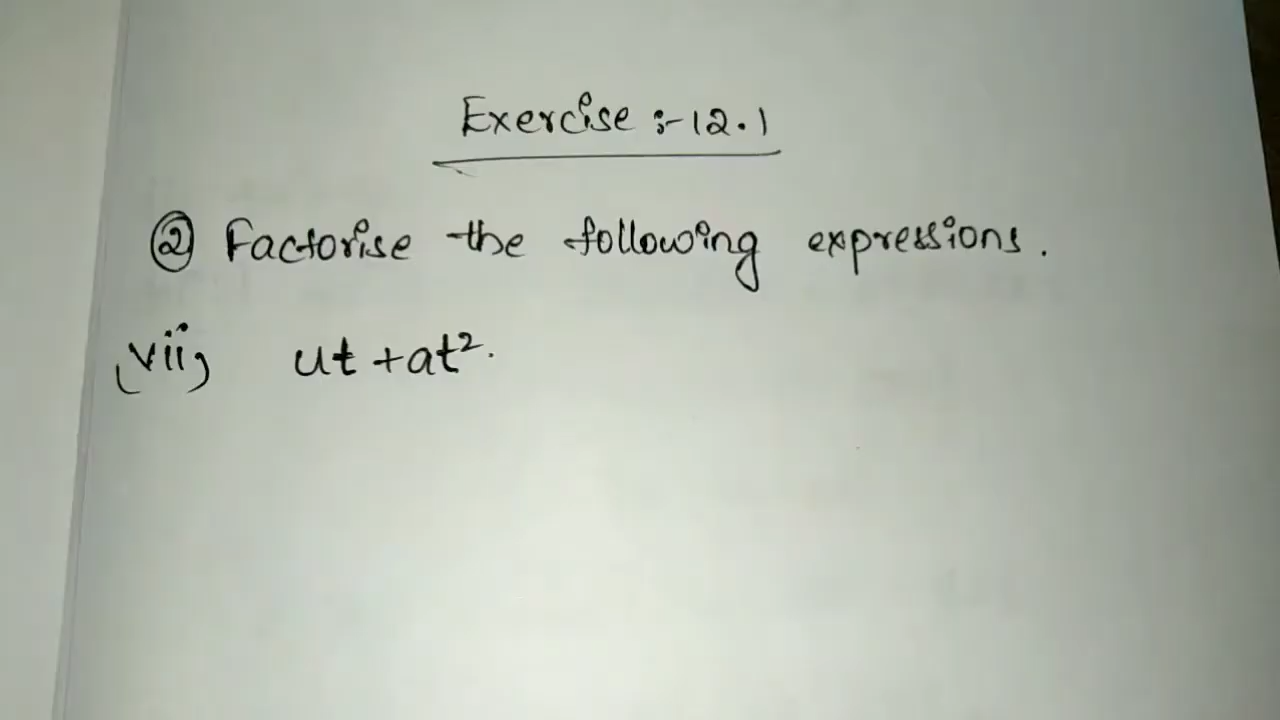 Exercise :- 12.1
② Factorise the following expressions.
(vii) ut + at².